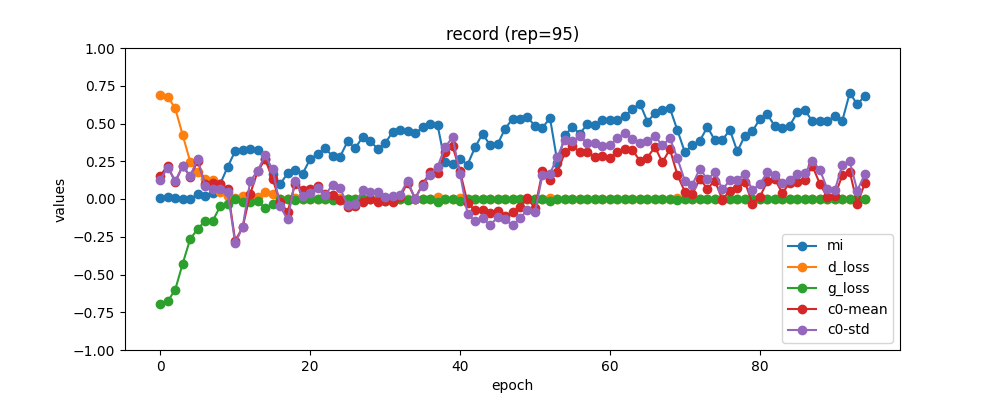 record (rep=95)
1.00
0.75
0.50
0.25
0.00
−0.25
−0.50
−0.75
−1.00
values
0
20
40
60
80
epoch
mi
d_loss
g_loss
c0-mean
c0-std